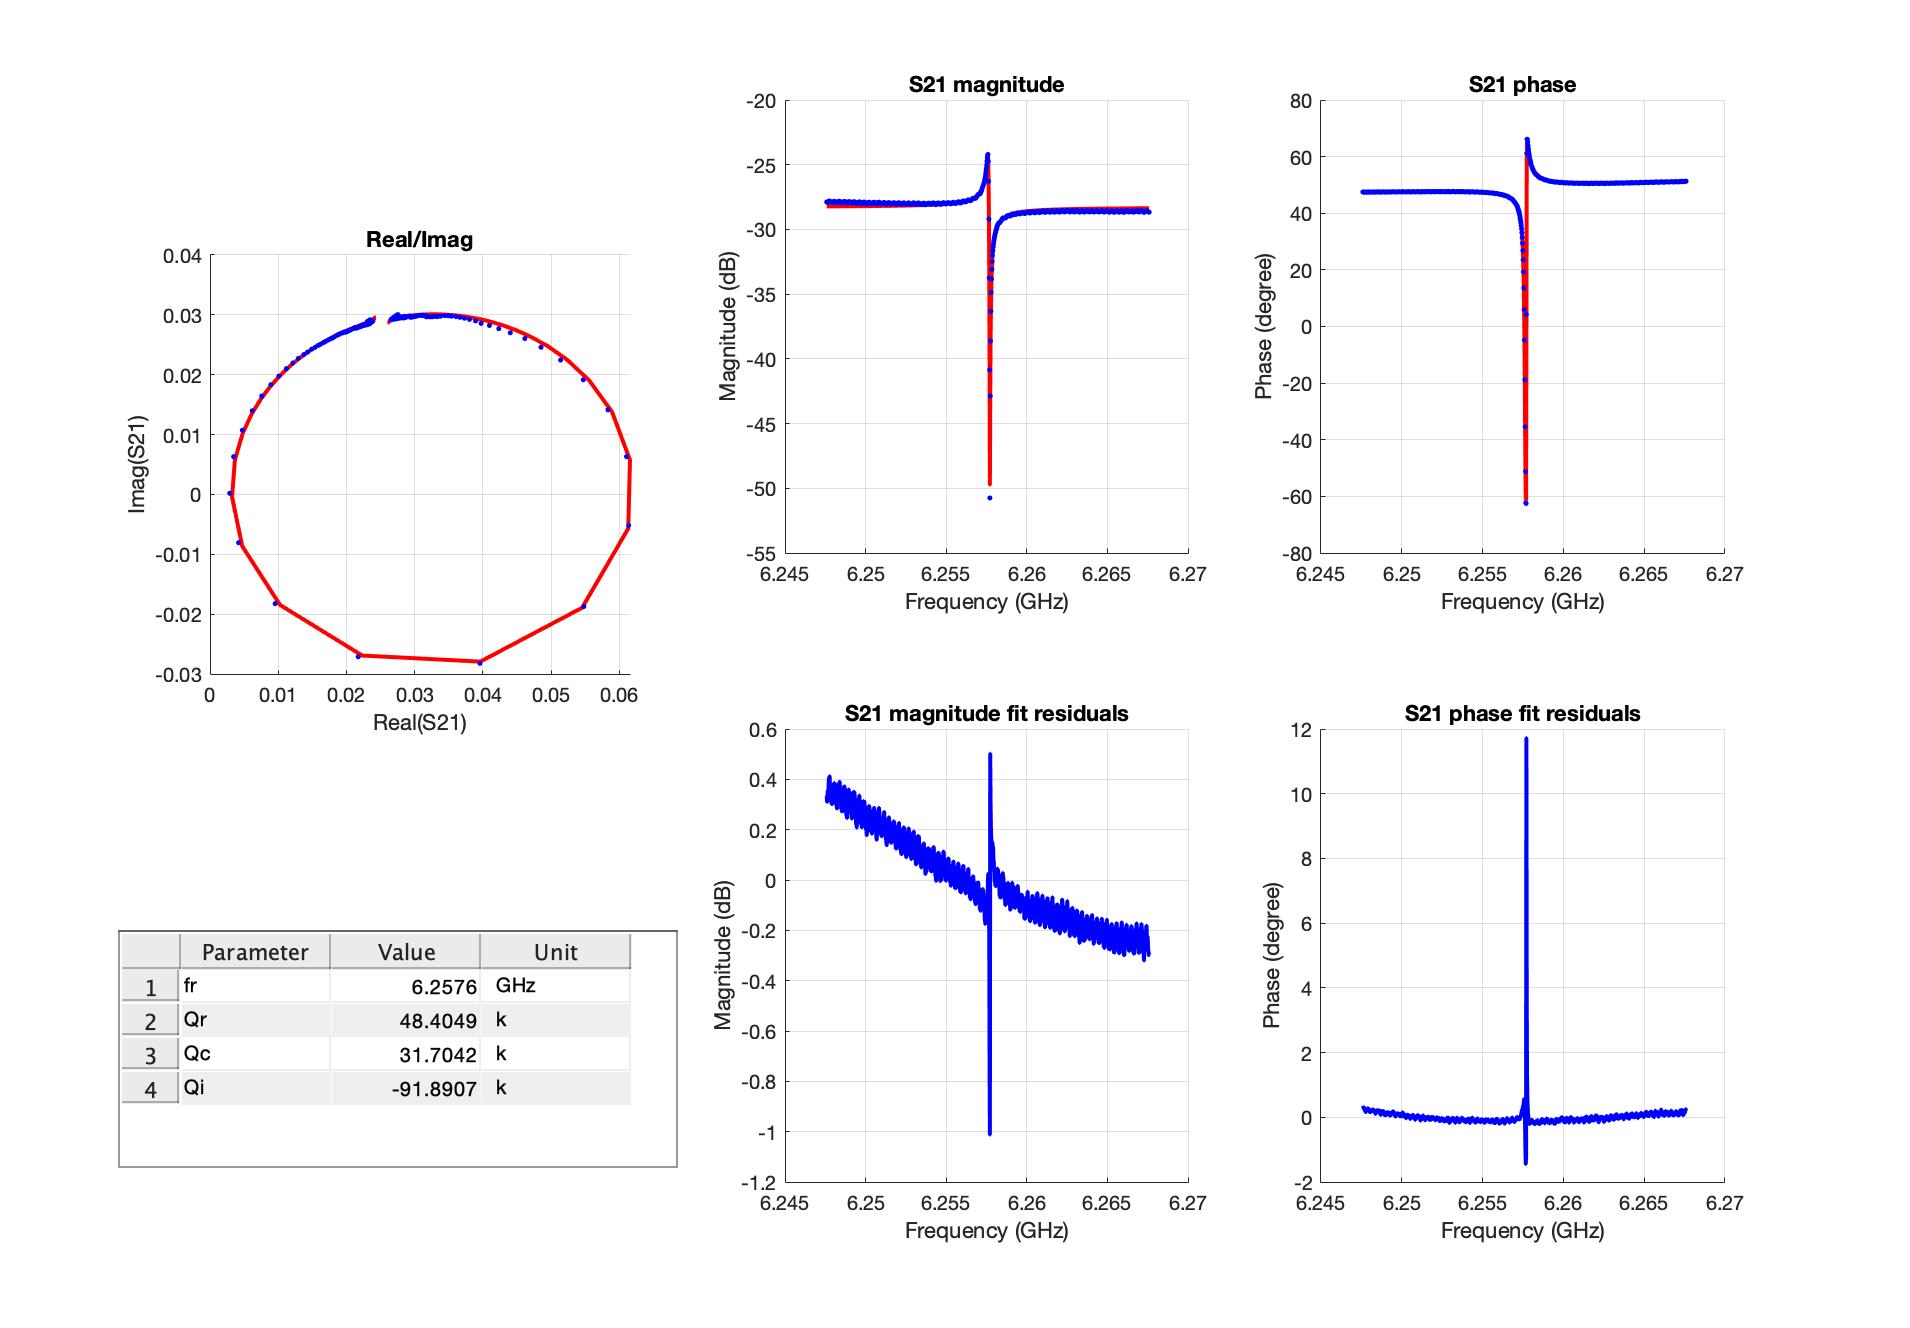 Real/Imag
0.04
0.03
0.02
0.01
0
-0.01
-0.02
-0.03
Imag(S21)
0 0.01 0.02 0.03 0.04 0.05 0.06
Real(S21)
S21 magnitude
-20
-25
-30
-35
-40
-45
-50
-55
Magnitude (dB)
6.245 6.25 6.255 6.26 6.265 6.27
Frequency (GHz)
S21 phase
80
60
40
20
0
-20
-40
-60
-80
Phase (degree)
6.245 6.25 6.255 6.26 6.265 6.27
Frequency (GHz)
Parameter Value Unit
1 fr 6.2576 GHz
2 Qr 48.4049 k
3 Qc 31.7042 k
4 Qi -91.8907 k
S21 magnitude fit residuals
0.6
0.4
0.2
0
-0.2
-0.4
-0.6
-0.8
-1
-1.2
Magnitude (dB)
6.245 6.25 6.255 6.26 6.265 6.27
Frequency (GHz)
S21 phase fit residuals
12
10
8
6
4
2
0
-2
Phase (degree)
6.245 6.25 6.255 6.26 6.265 6.27
Frequency (GHz)